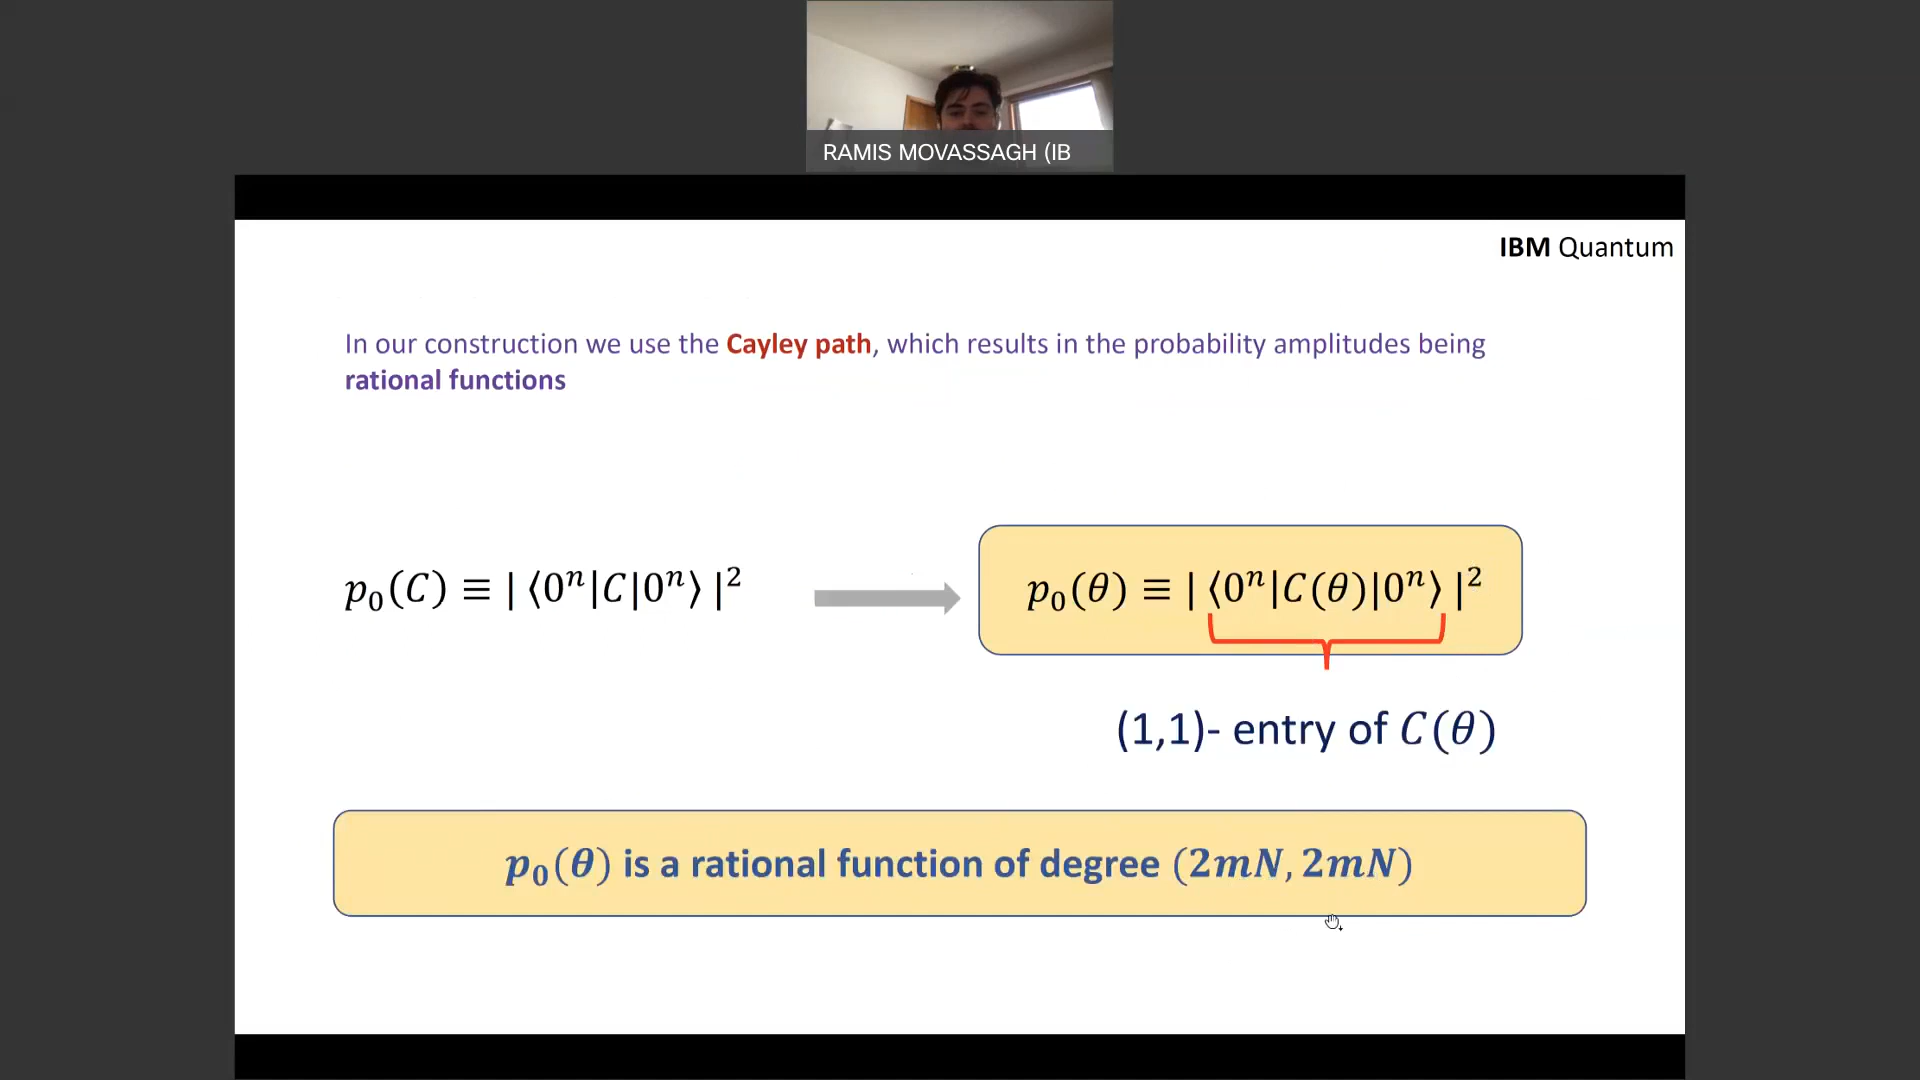 RAMIS MOVASSAGH (IB
IBM Quantum
In our construction we use the Cayley path, which results in the probability amplitudes being
rational functions
p₀(C) ≡ | ⟨0ⁿ|C|0ⁿ⟩ |²
p₀(θ) ≡ | ⟨0ⁿ|C(θ)|0ⁿ⟩ |²
(1,1)- entry of C(θ)
p₀(θ) is a rational function of degree (2mN, 2mN)